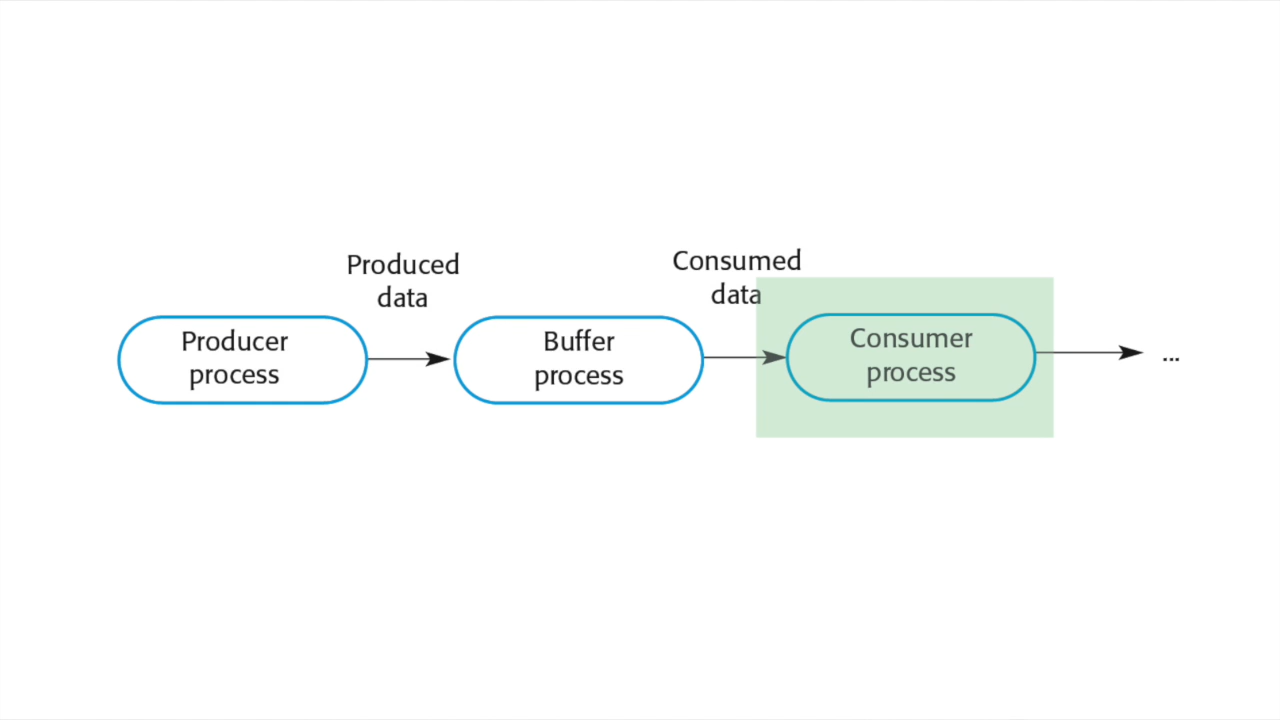 Produced
data
Consumed
data
Producer
process
Buffer
process
Consumer
process
...